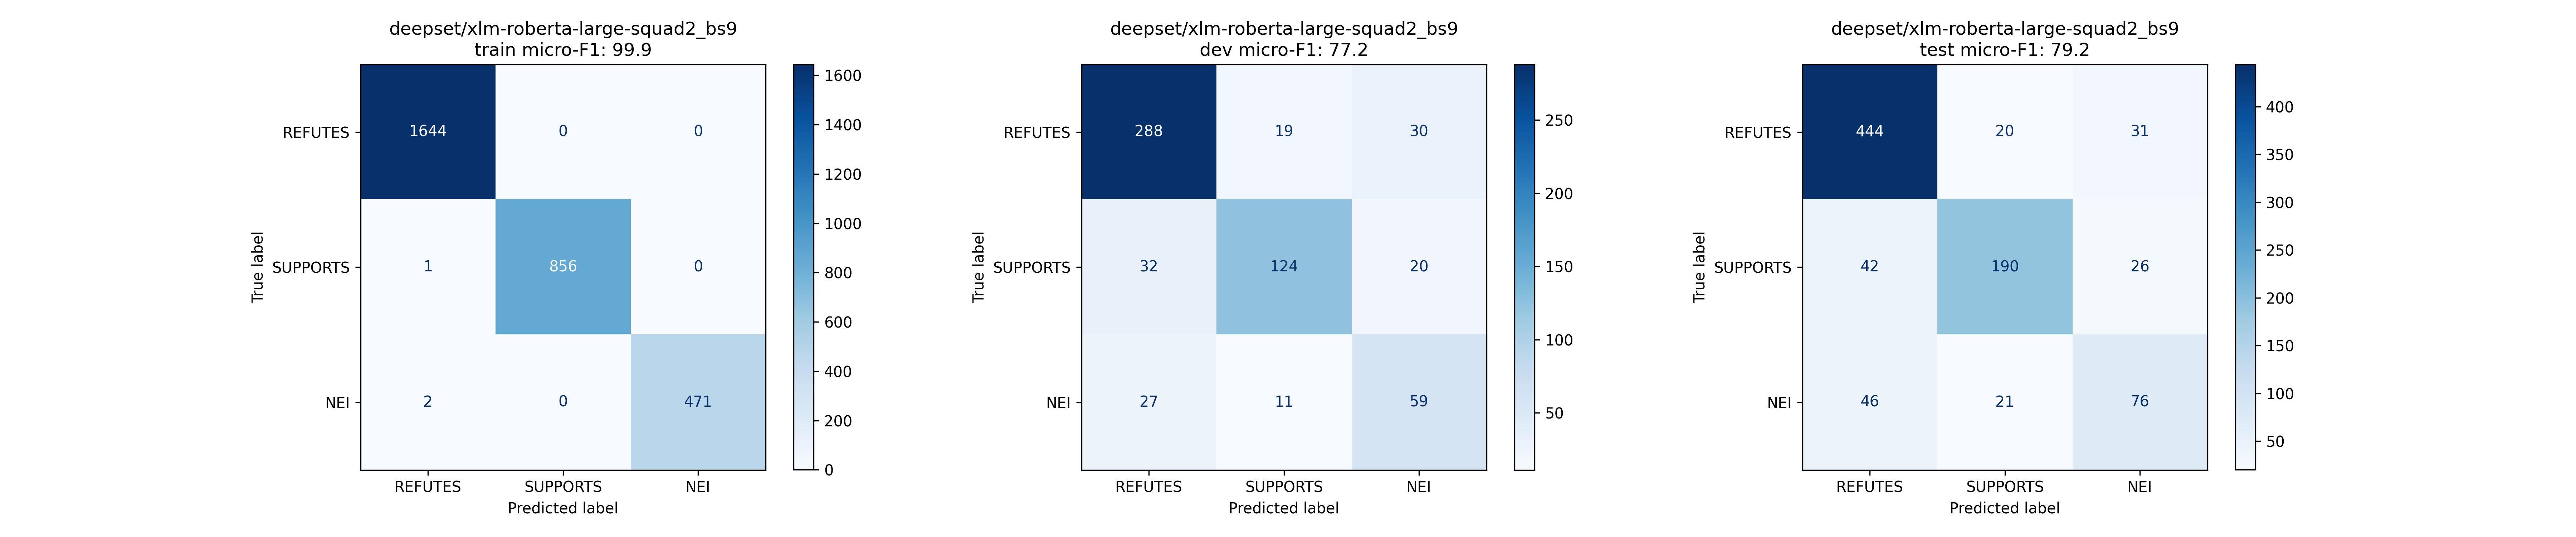 deepset/xlm-roberta-large-squad2_bs9
train micro-F1: 99.9
REFUTES 1644 0 0
SUPPORTS 1 856 0
NEI 2 0 471
REFUTES SUPPORTS NEI
Predicted label
True label
1600
1400
1200
1000
800
600
400
200
0
deepset/xlm-roberta-large-squad2_bs9
dev micro-F1: 77.2
REFUTES 288 19 30
SUPPORTS 32 124 20
NEI 27 11 59
REFUTES SUPPORTS NEI
Predicted label
True label
250
200
150
100
50
deepset/xlm-roberta-large-squad2_bs9
test micro-F1: 79.2
REFUTES 444 20 31
SUPPORTS 42 190 26
NEI 46 21 76
REFUTES SUPPORTS NEI
Predicted label
True label
400
350
300
250
200
150
100
50